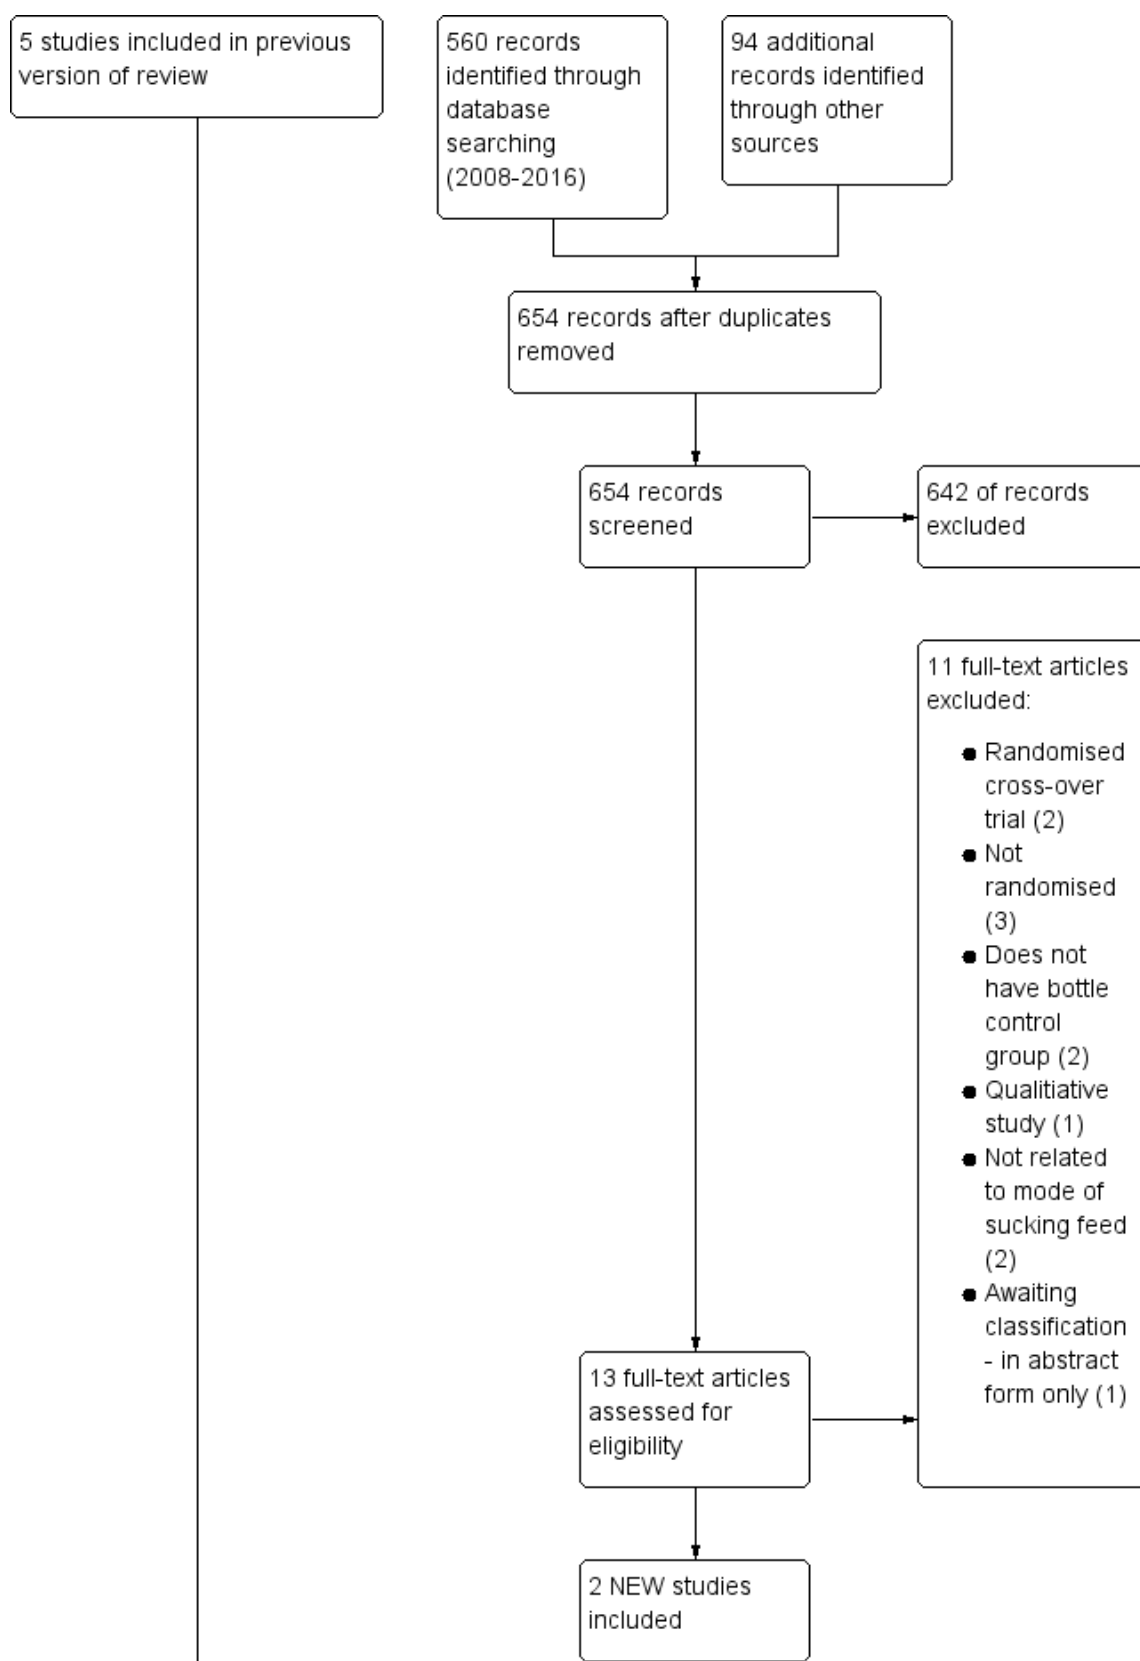 5 studies included in previous
version of review
560 records
identified through
database
searching
(2008-2016)
94 additional
records identified
through other
sources
654 records after duplicates
removed
654 records
screened
642 of records
excluded
11 full-text articles
excluded:
● Randomised
cross-over
trial (2)
● Not
randomised
(3)
● Does not
have bottle
control
group (2)
● Qualitiative
study (1)
● Not related
to mode of
sucking feed
(2)
● Awaiting
classification
- in abstract
form only (1)
13 full-text articles
assessed for
eligibility
2 NEW studies
included